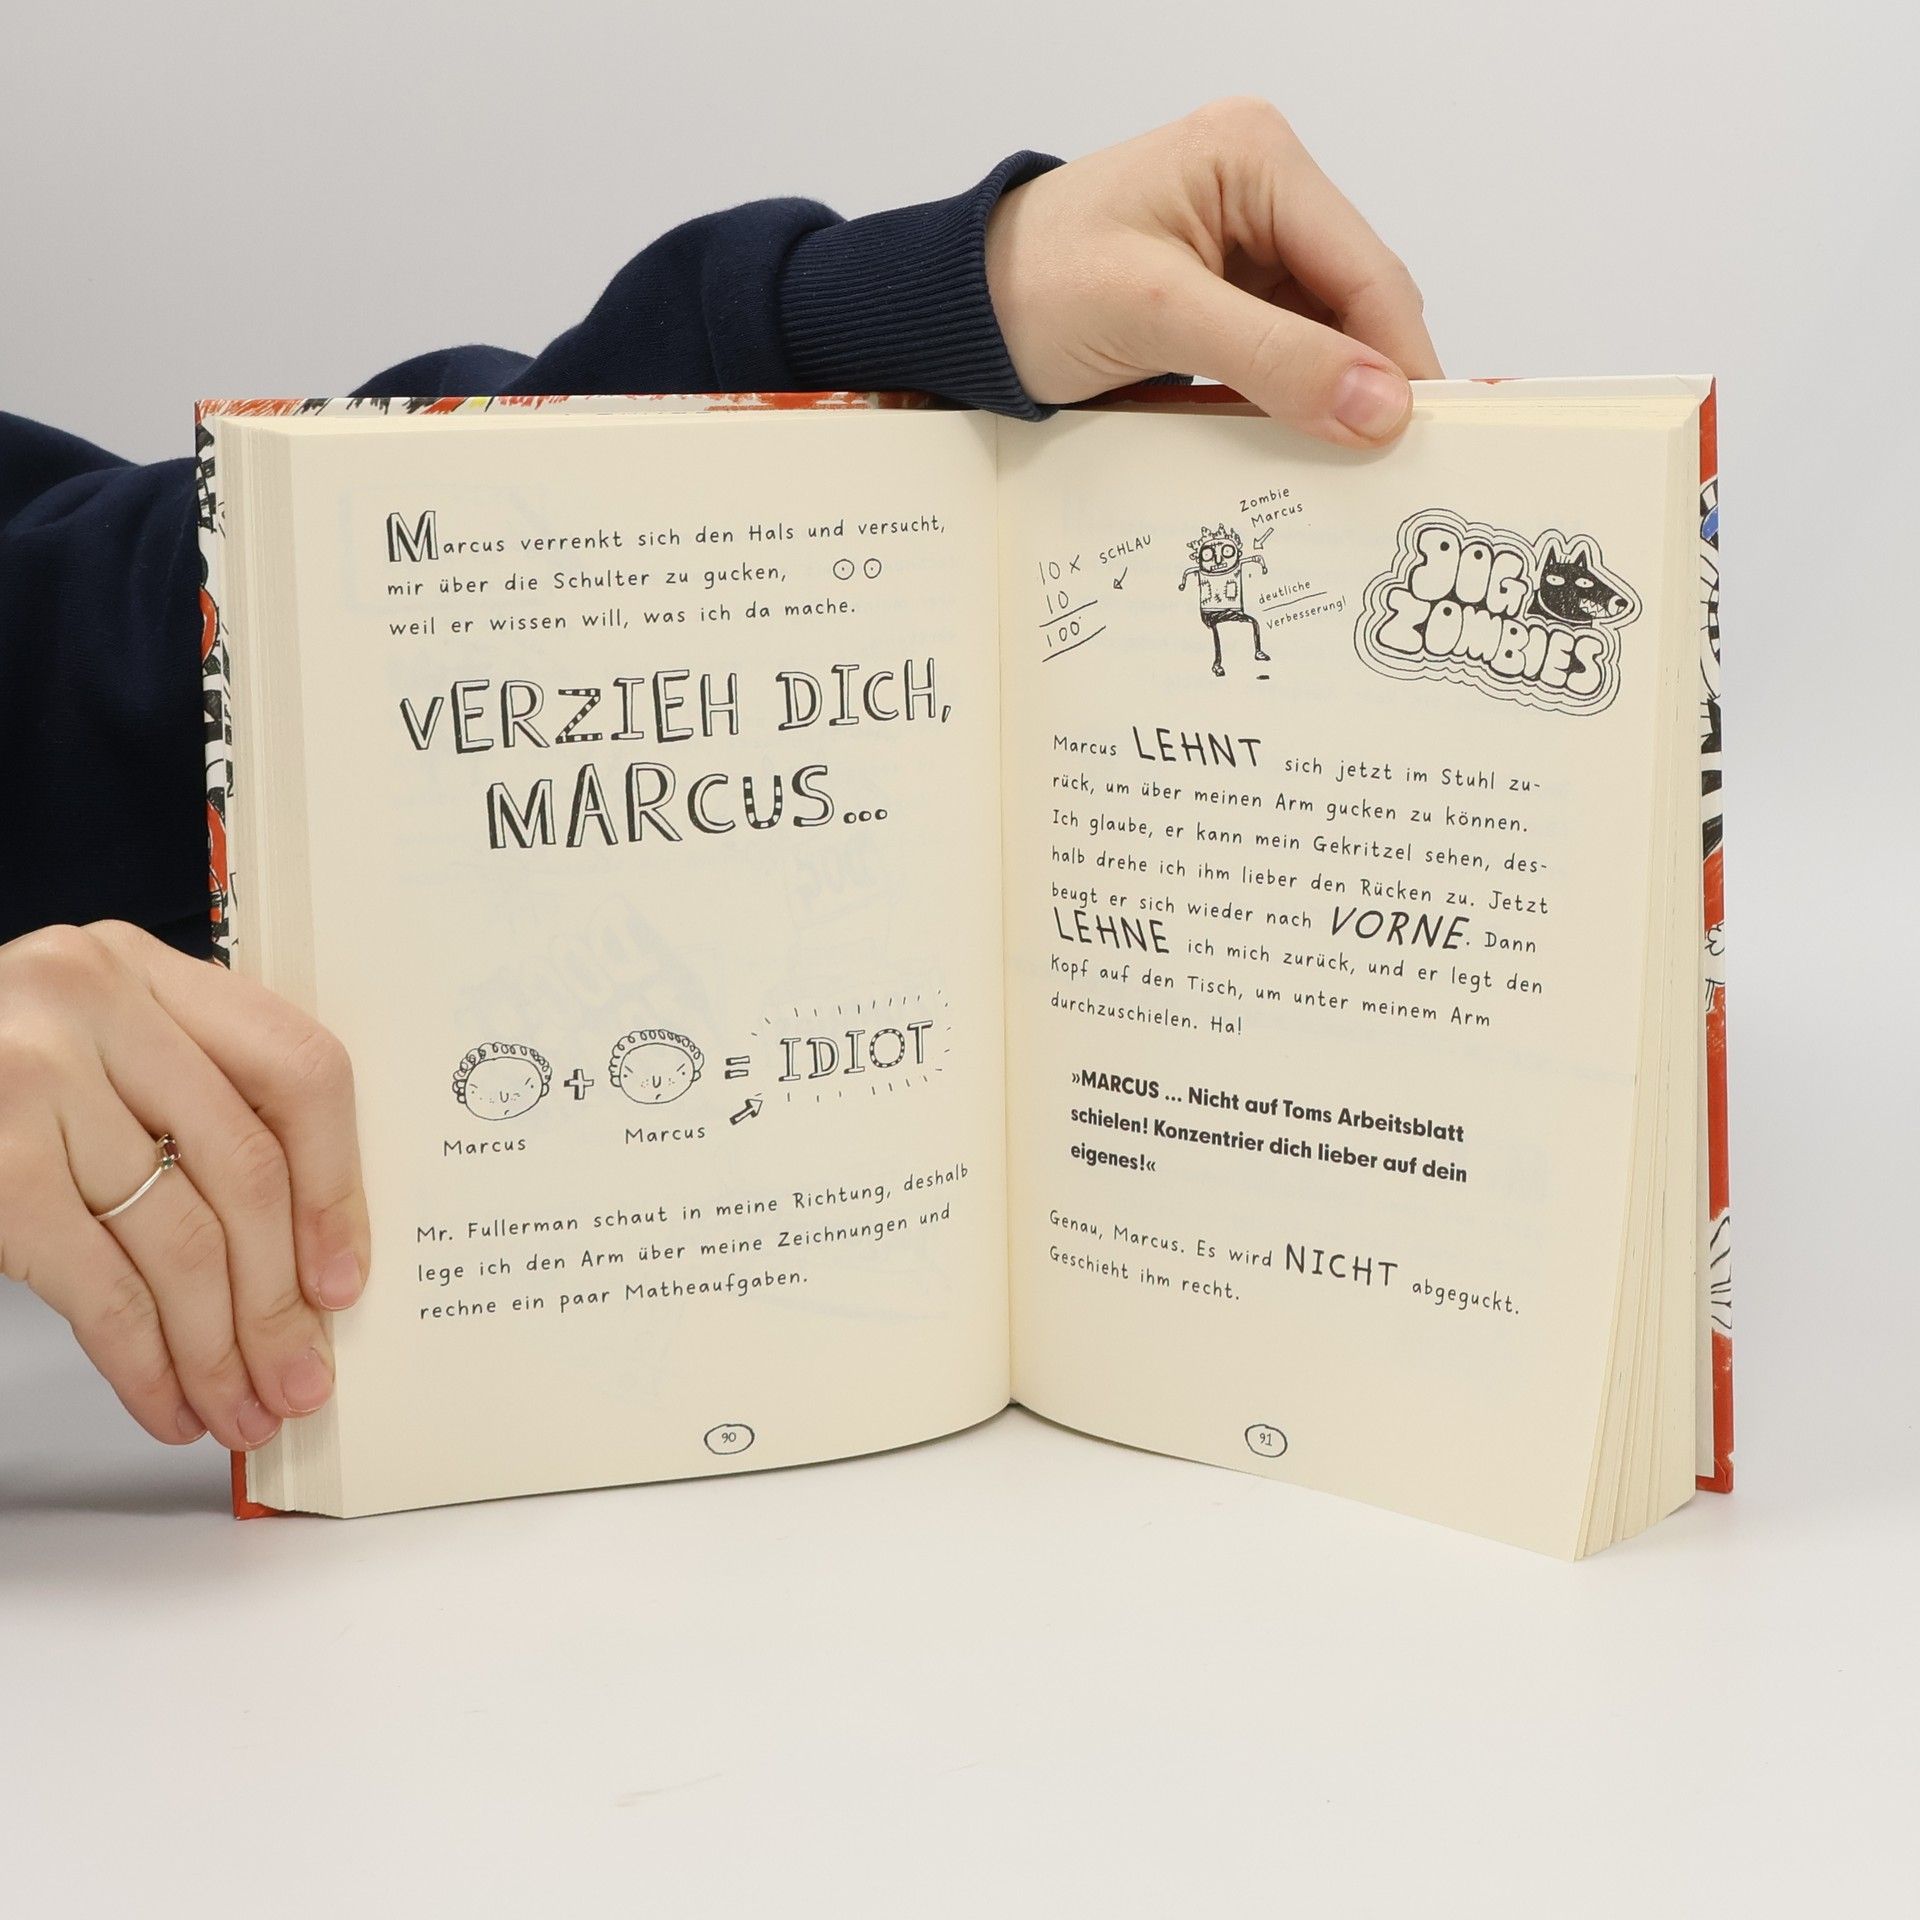 Marcus verrenkt sich den Hals und versucht,
mir über die Schulter zu gucken,
weil er wissen will, was ich da mache.
VERZIEH DICH,
MARCUS...
+ = IDIOT
Marcus Marcus
Mr. Fullerman schaut in meine Richtung, deshalb
lege ich den Arm über meine Zeichnungen und
rechne ein paar Matheaufgaben.
90
10 x
10
100
SCHLAU
Zombie
Marcus
deutliche
Verbesserung!
DOG
ZOMBIES
Marcus LEHNT sich jetzt im Stuhl zu-
rück, um über meinen Arm gucken zu können.
Ich glaube, er kann mein Gekritzel sehen, des-
halb drehe ich ihm lieber den Rücken zu. Jetzt
beugt er sich wieder nach VORNE. Dann
LEHNE ich mich zurück, und er legt den
Kopf auf den Tisch, um unter meinem Arm
durchzuschielen. Ha!
»MARCUS ... Nicht auf Toms Arbeitsblatt
schielen! Konzentrier dich lieber auf dein
eigenes!«
Genau, Marcus. Es wird NICHT abgeguckt.
Geschieht ihm recht.
91